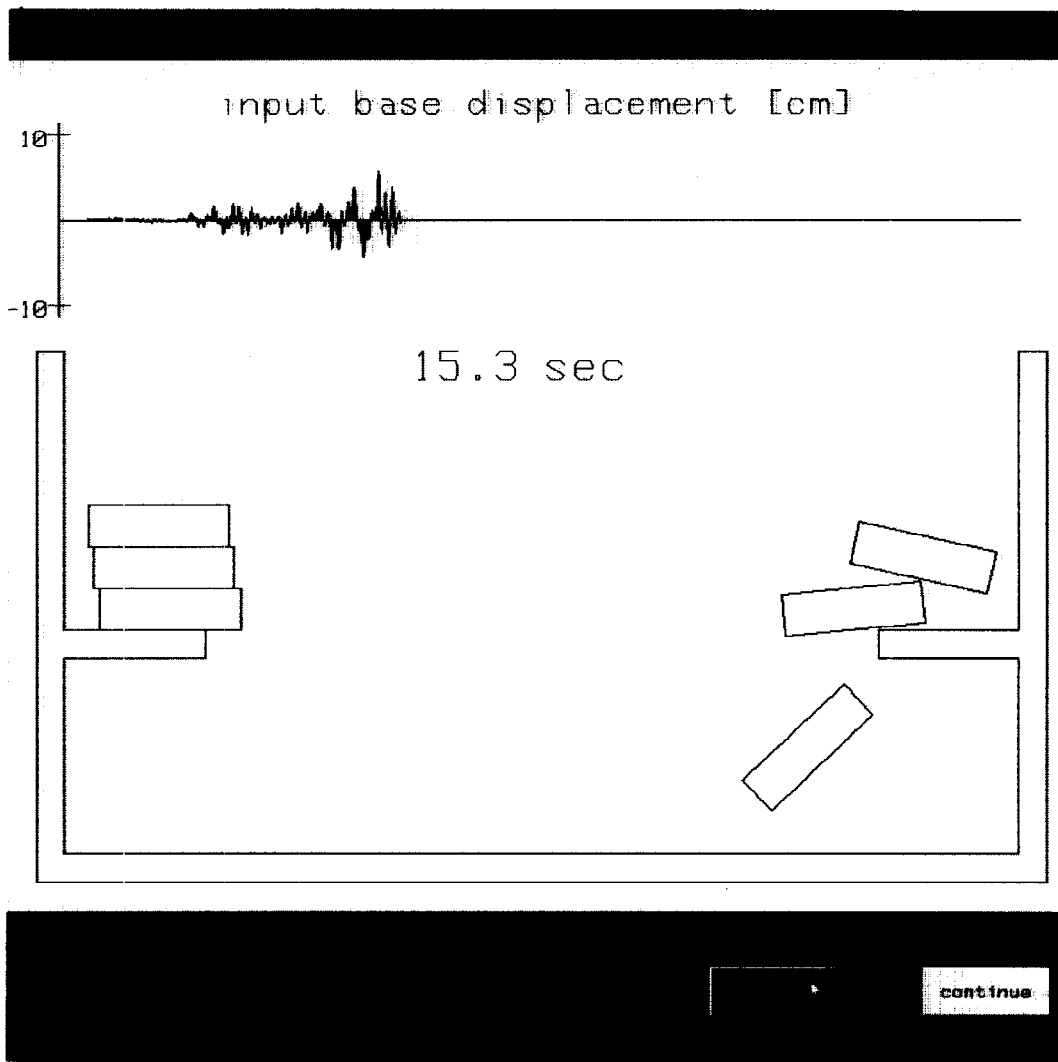 input base displacement [cm]
10
-10
15.3 sec
continue